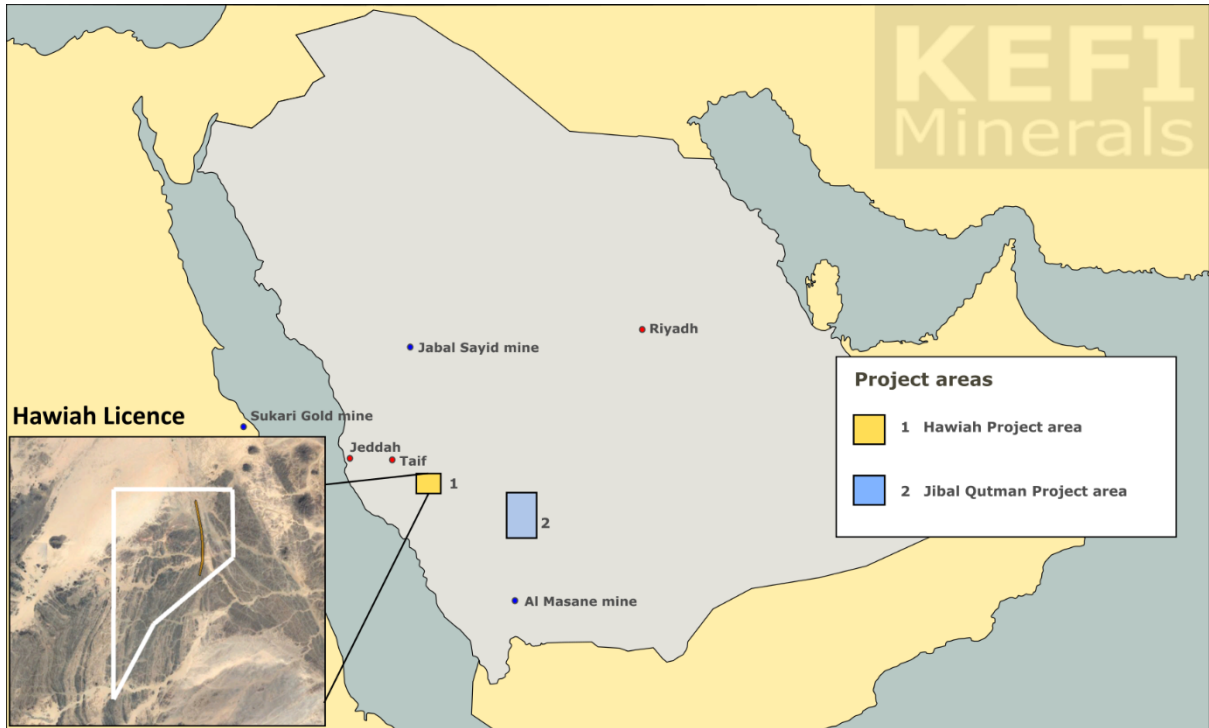 KEFI
Minerals
Riyadh
Jabal Sayid mine
Project areas
1 Hawiah Project area
2 Jibal Qutman Project area
Hawiah Licence
Sukari Gold mine
Jeddah
Taif
1
2
Al Masane mine